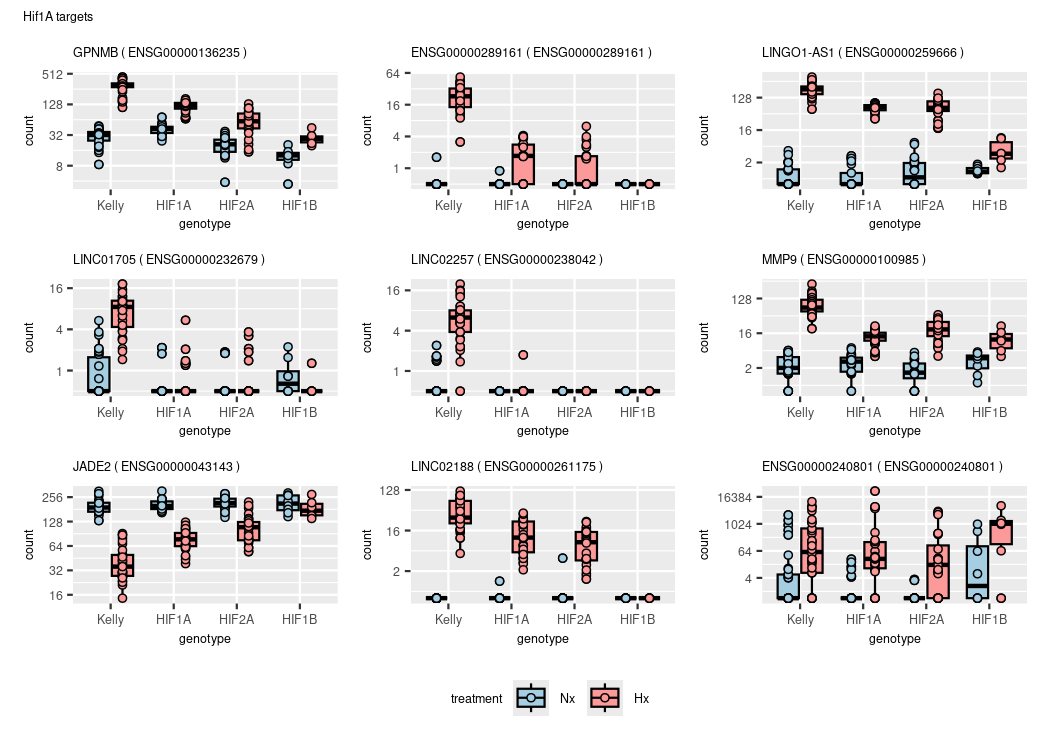 Hif1A targets
GPNMB ( ENSG00000136235 )
512
128
32
8
count
Kelly HIF1A HIF2A HIF1B
genotype
ENSG00000289161 ( ENSG00000289161 )
64
16
4
1
count
Kelly HIF1A HIF2A HIF1B
genotype
LINGO1-AS1 ( ENSG00000259666 )
128
16
2
count
Kelly HIF1A HIF2A HIF1B
genotype
LINC01705 ( ENSG00000232679 )
16
4
1
count
Kelly HIF1A HIF2A HIF1B
genotype
LINC02257 ( ENSG00000238042 )
16
4
1
count
Kelly HIF1A HIF2A HIF1B
genotype
MMP9 ( ENSG00000100985 )
128
16
2
count
Kelly HIF1A HIF2A HIF1B
genotype
JADE2 ( ENSG00000043143 )
256
128
64
32
16
count
Kelly HIF1A HIF2A HIF1B
genotype
LINC02188 ( ENSG00000261175 )
128
16
2
count
Kelly HIF1A HIF2A HIF1B
genotype
ENSG00000240801 ( ENSG00000240801 )
16384
1024
64
4
count
Kelly HIF1A HIF2A HIF1B
genotype
treatment Nx Hx